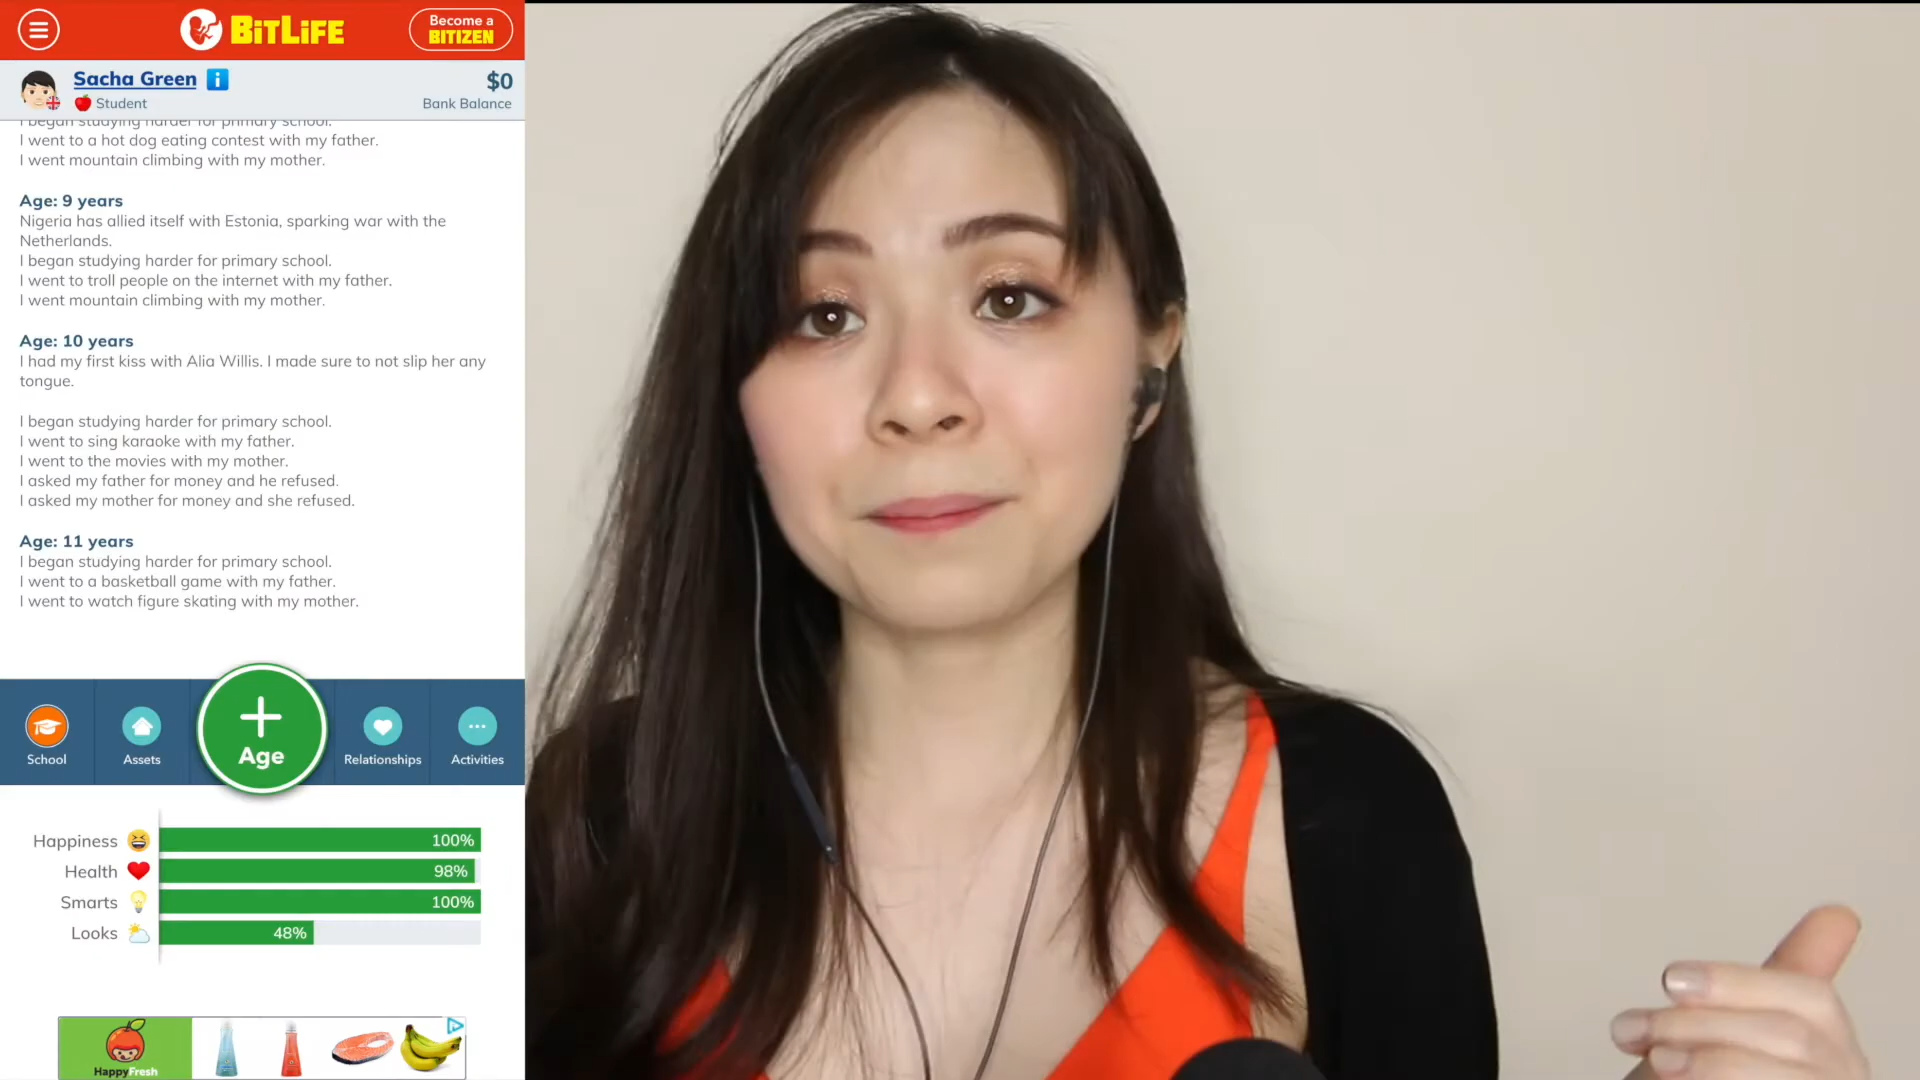 BitLiFE
Become a
BITIZEN
Sacha Green
i
$0
Student
Bank Balance
I began studying harder for primary school.
I went to a hot dog eating contest with my father.
I went mountain climbing with my mother.
Age: 9 years
Nigeria has allied itself with Estonia, sparking war with the
Netherlands.
I began studying harder for primary school.
I went to troll people on the internet with my father.
I went mountain climbing with my mother.
Age: 10 years
I had my first kiss with Alia Willis. I made sure to not slip her any
tongue.
I began studying harder for primary school.
I went to sing karaoke with my father.
I went to the movies with my mother.
I asked my father for money and he refused.
I asked my mother for money and she refused.
Age: 11 years
I began studying harder for primary school.
I went to a basketball game with my father.
I went to watch figure skating with my mother.
School
Assets
+
Age
Relationships
Activities
Happiness 100%
Health 98%
Smarts 100%
Looks 48%
HappyFresh